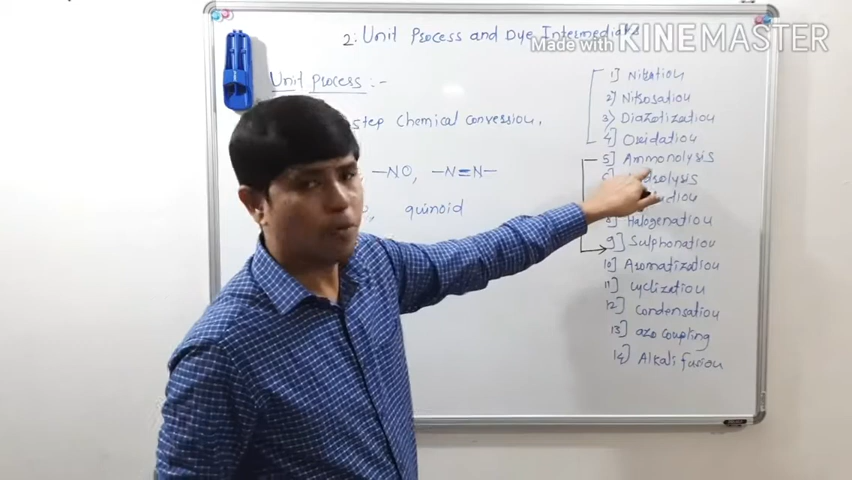 2. Unit Process and Dye Intermediate
Made with KINEMASTER
Unit process :-
step Chemical Conversion.
—NO, —N=N—
quinoid
1] Nitration
2] Nitrosation
3) Diazotization
4] Oxidation
5] Ammonolysis
8] Halogenation
9] Sulphonation
10] Aromatization
11] Cyclization
12] Condensation
13] azo coupling
14] Alkali fusion